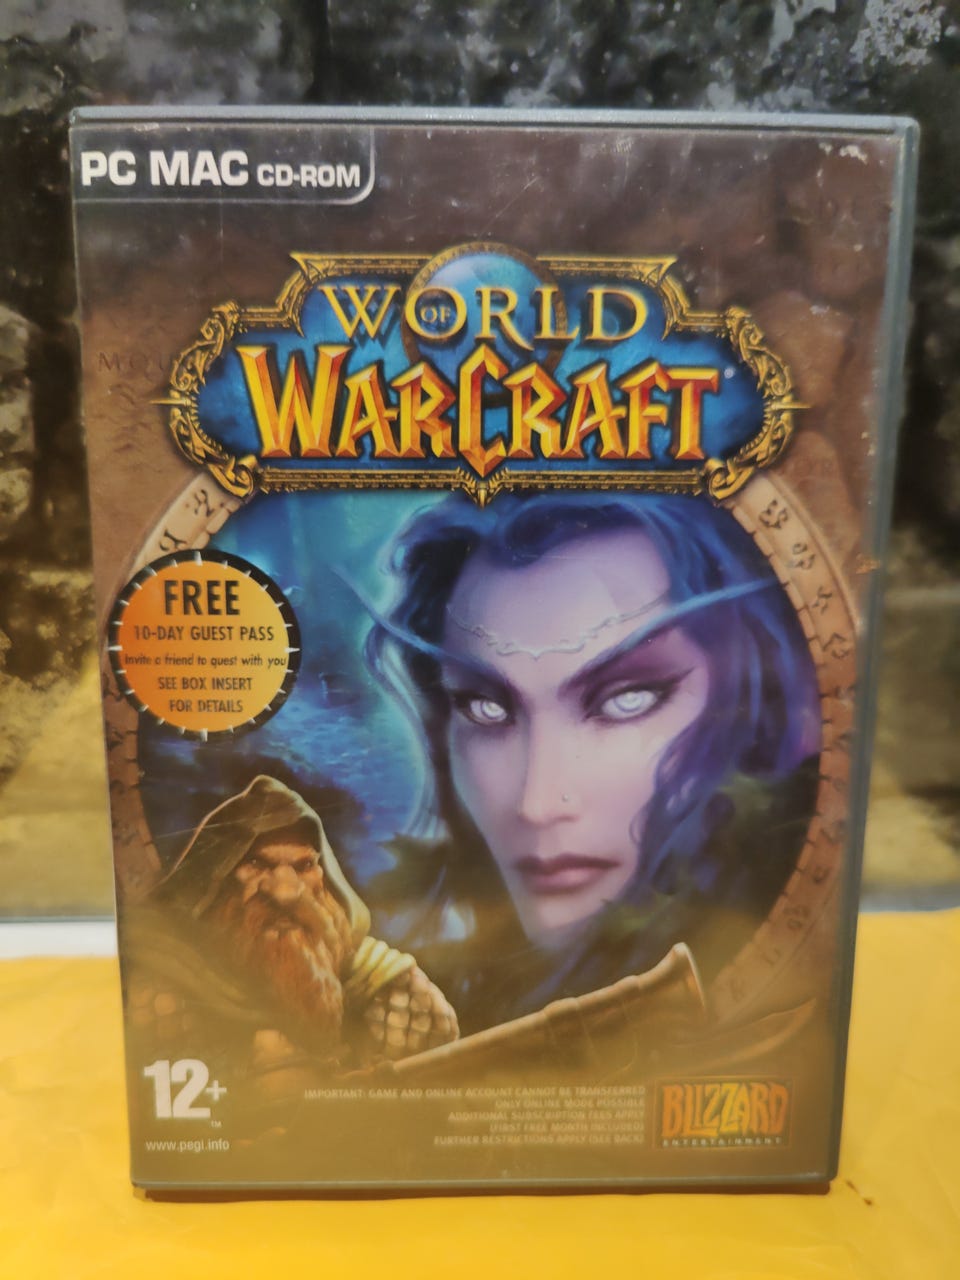 PC MAC CD-ROM
WORLD OF
WARCRAFT®
FREE
10-DAY GUEST PASS
Invite a friend to quest with you
SEE BOX INSERT
FOR DETAILS
12+™
www.pegi.info
IMPORTANT: GAME AND ONLINE ACCOUNT CANNOT BE TRANSFERRED
ONLY ONLINE MODE POSSIBLE
ADDITIONAL SUBSCRIPTION FEES APPLY
(FIRST FREE MONTH INCLUDED)
FURTHER RESTRICTIONS APPLY (SEE BACK)
BLIZZARD
ENTERTAINMENT